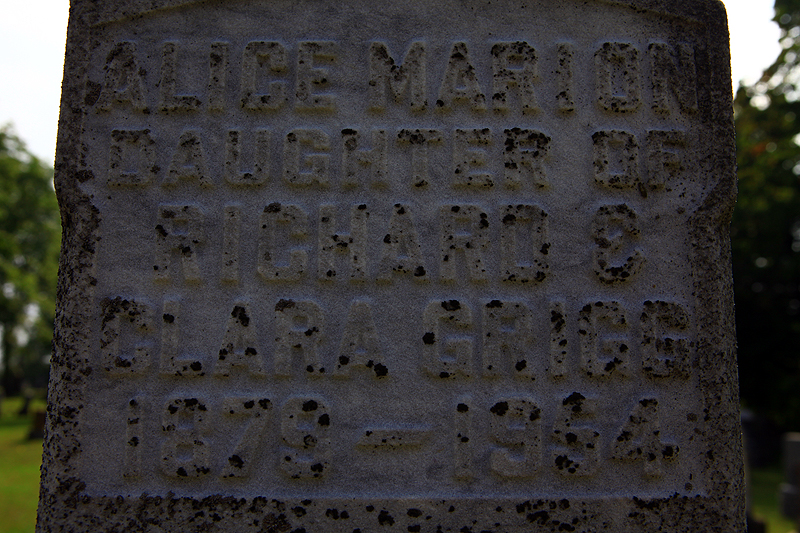 ALICE MARION
DAUGHTER OF
RICHARD &
CLARA GRIGG
1879 — 1954